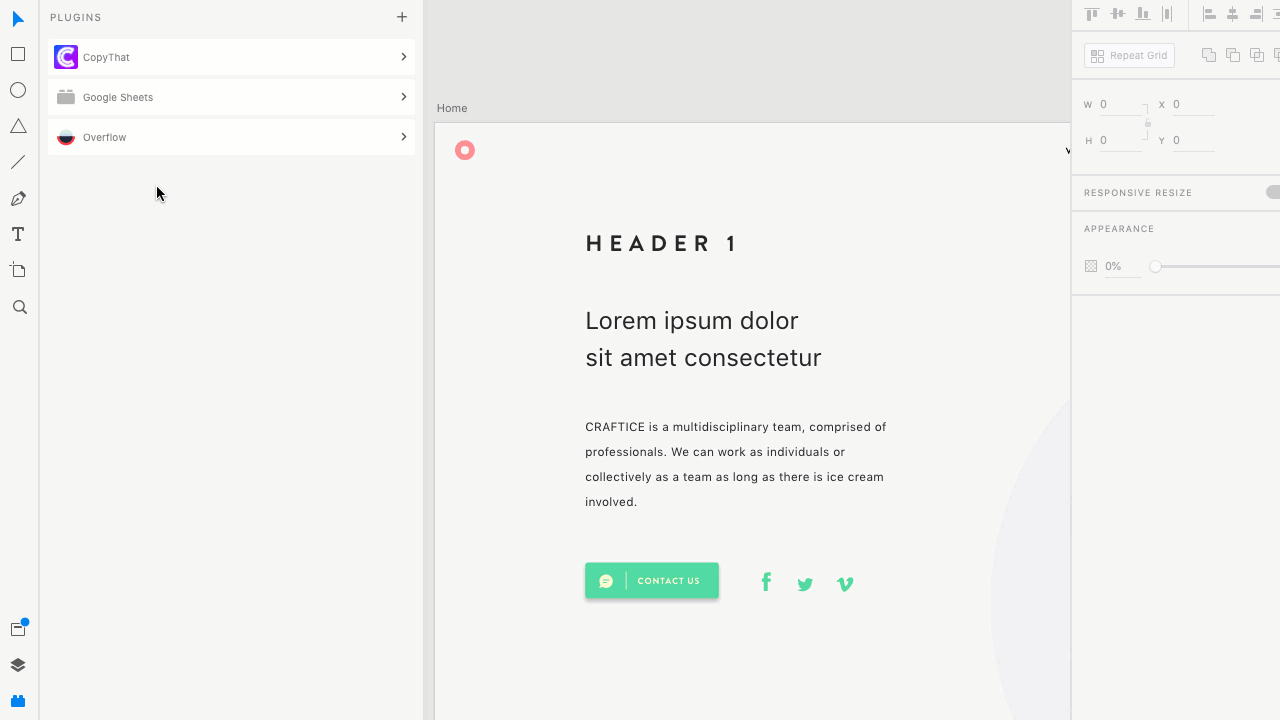 PLUGINS
CopyThat
Google Sheets
Overflow
Home
HEADER 1
Lorem ipsum dolor
sit amet consectetur
CRAFTICE is a multidisciplinary team, comprised of
professionals. We can work as individuals or
collectively as a team as long as there is ice cream
involved.
CONTACT US
Repeat Grid
W 0 X 0
H 0 Y 0
RESPONSIVE RESIZE
APPEARANCE
0%